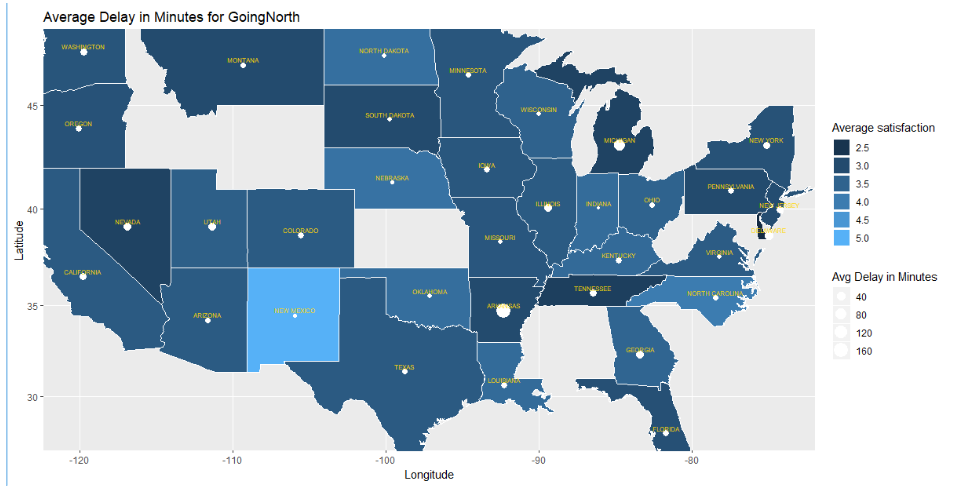 Average Delay in Minutes for GoingNorth
WASHINGTON
MONTANA
NORTH DAKOTA
MINNESOTA
OREGON
SOUTH DAKOTA
WISCONSIN
MICHIGAN
NEW YORK
IOWA
NEBRASKA
PENNSYLVANIA
NEVADA
UTAH
COLORADO
ILLINOIS
INDIANA
OHIO
NEW JERSEY
MISSOURI
DELAWARE
CALIFORNIA
KENTUCKY
VIRGINIA
ARIZONA
NEW MEXICO
OKLAHOMA
ARKANSAS
TENNESSEE
NORTH CAROLINA
TEXAS
LOUISIANA
GEORGIA
FLORIDA
45
40
35
30
Latitude
-120
-110
-100
-90
-80
Longitude
Average satisfaction
2.5
3.0
3.5
4.0
4.5
5.0
Avg Delay in Minutes
40
80
120
160